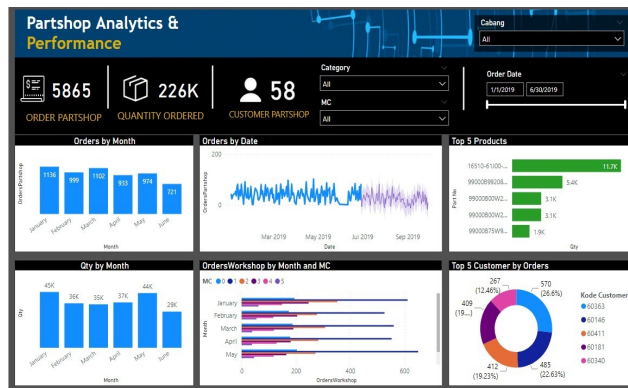 Partshop Analytics &
Performance
Cabang
All
5865
ORDER PARTSHOP
226K
QUANTITY ORDERED
58
CUSTOMER PARTSHOP
Category
All
MC
All
Order Date
1/1/2019 6/30/2019
Orders by Month
OrdersPartshop
1136 999 1102 933 974 721
January February March April May June
Month
Orders by Date
OrdersPartshop
200
0
Mar 2019 May 2019 Jul 2019 Sep 2019
Date
Top 5 Products
Part No
16510-61J00-... 11.7K
99000B99208... 5.4K
99000B00W2... 3.1K
99000B00W2... 3.1K
99000B75W9... 1.9K
Qty
Qty by Month
Qty
45K 36K 35K 37K 44K 29K
January February March April May June
Month
OrdersWorkshop by Month and MC
MC 0 1 2 3 4 5
Month
January
February
March
April
May
0 200 400 600
OrdersWorkshop
Top 5 Customer by Orders
267
(12.46%)
570
(26.6%)
409
(19....)
412
(19.23%)
485
(22.63%)
Kode Customer
60363
60146
60411
60181
60340